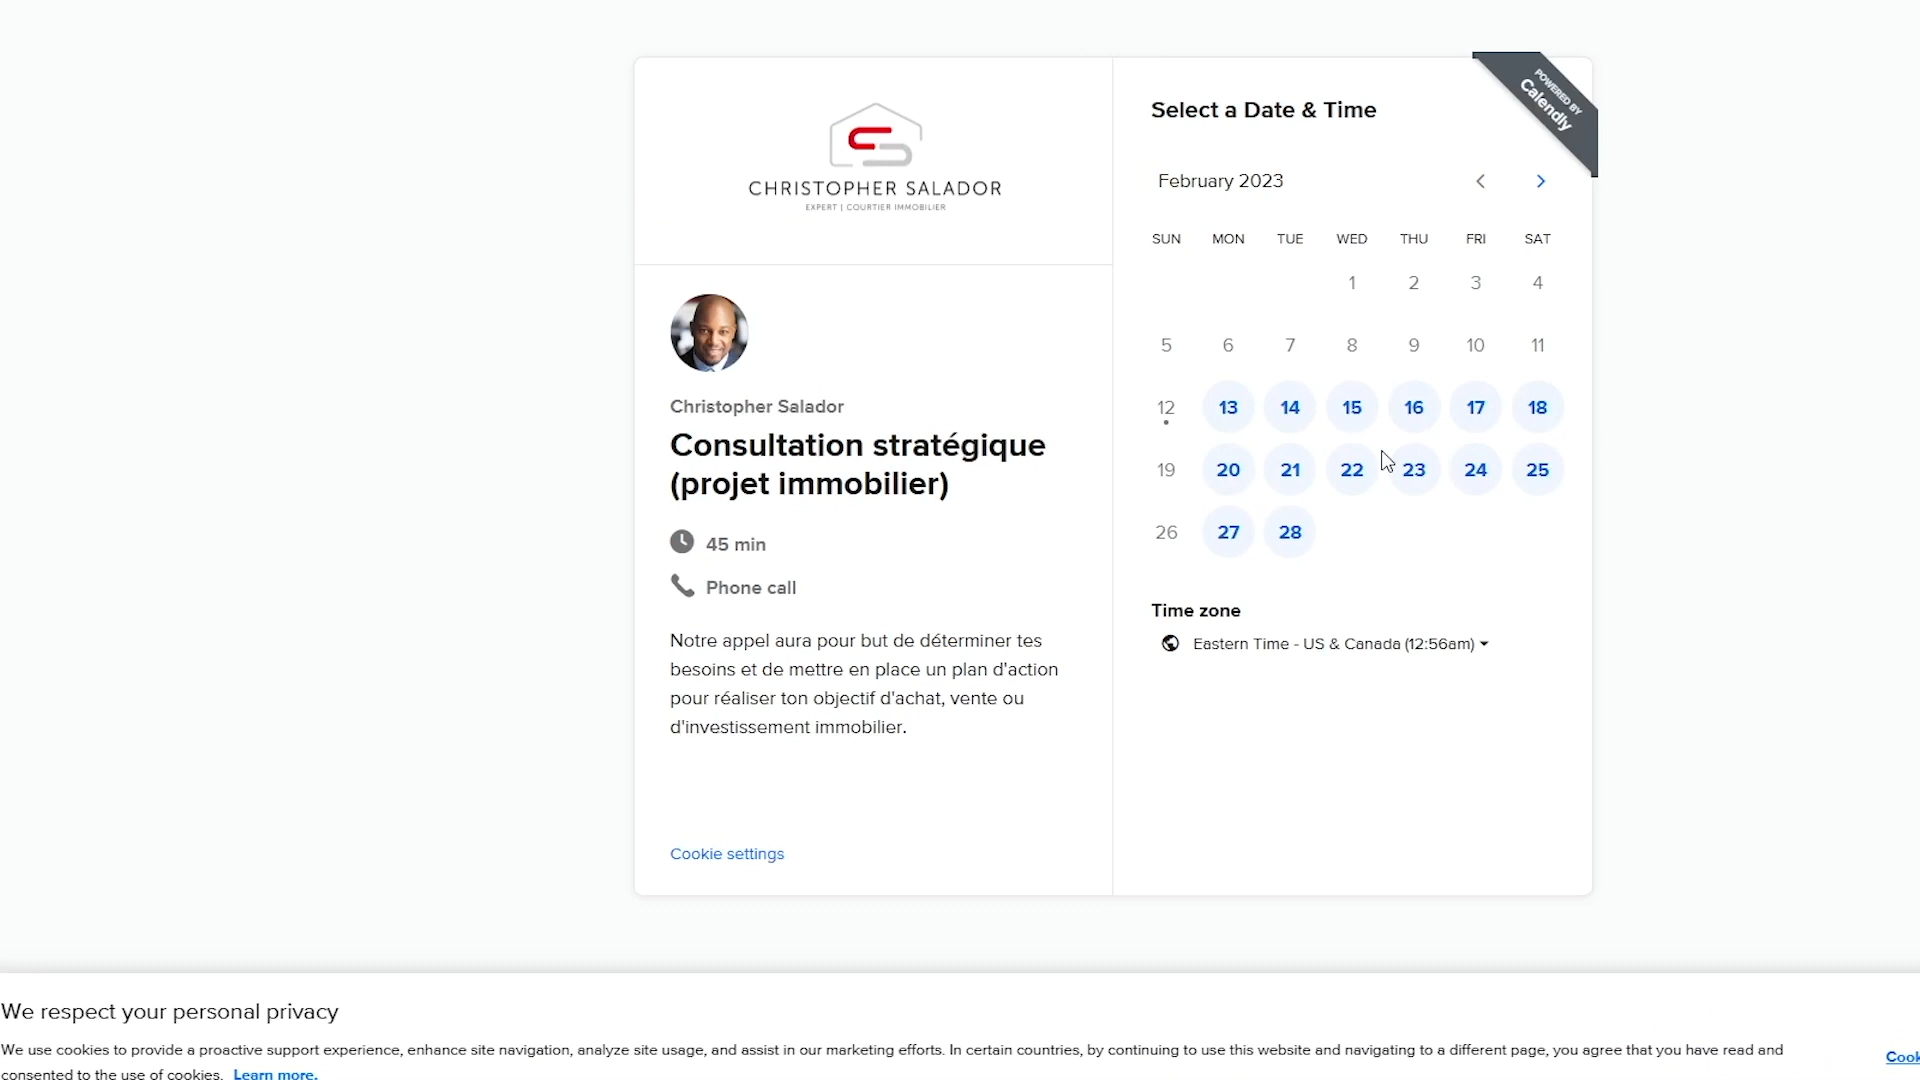 CHRISTOPHER SALADOR
EXPERT | COURTIER IMMOBILIER
Christopher Salador
Consultation stratégique
(projet immobilier)
45 min
Phone call
Notre appel aura pour but de déterminer tes
besoins et de mettre en place un plan d'action
pour réaliser ton objectif d'achat, vente ou
d'investissement immobilier.
Cookie settings
Select a Date & Time
POWERED BY
Calendly
February 2023
SUN MON TUE WED THU FRI SAT
1 2 3 4
5 6 7 8 9 10 11
12 13 14 15 16 17 18
19 20 21 22 23 24 25
26 27 28
Time zone
Eastern Time - US & Canada (12:56am)
We respect your personal privacy
We use cookies to provide a proactive support experience, enhance site navigation, analyze site usage, and assist in our marketing efforts. In certain countries, by continuing to use this website and navigating to a different page, you agree that you have read and
consented to the use of cookies. Learn more.
Cook